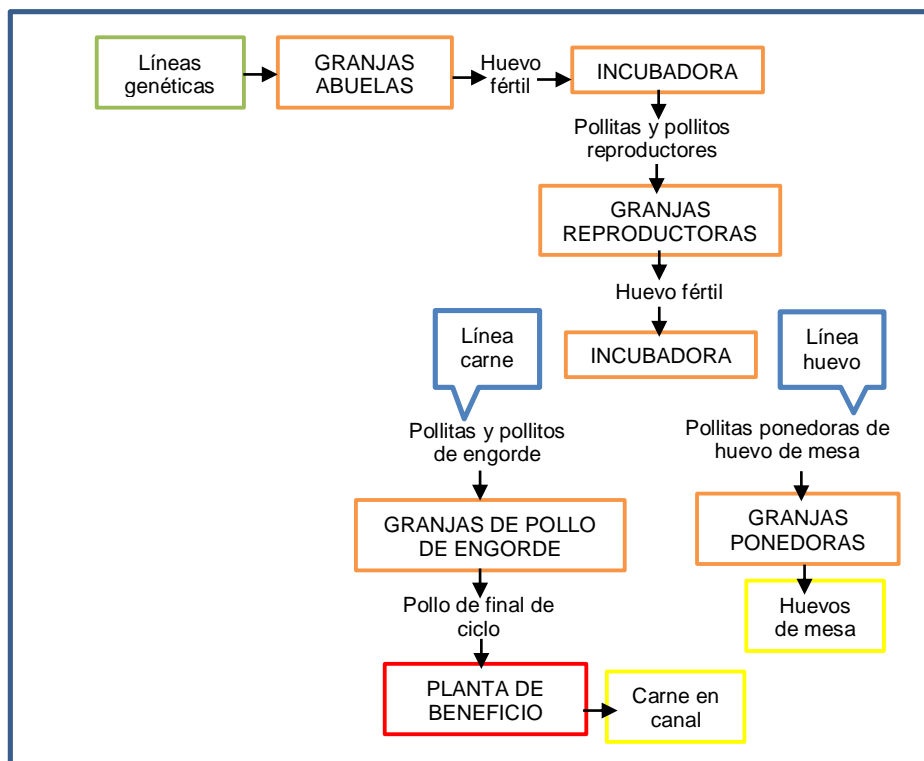 Líneas
genéticas
GRANJAS
ABUELAS
Huevo
fértil
INCUBADORA
Pollitas y pollitos
reproductores
GRANJAS
REPRODUCTORAS
Huevo fértil
INCUBADORA
Línea
carne
Línea
huevo
Pollitas y pollitos
de engorde
Pollitas ponedoras de
huevo de mesa
GRANJAS DE POLLO
DE ENGORDE
GRANJAS
PONEDORAS
Pollo de final de
ciclo
Huevos
de mesa
PLANTA DE
BENEFICIO
Carne en
canal